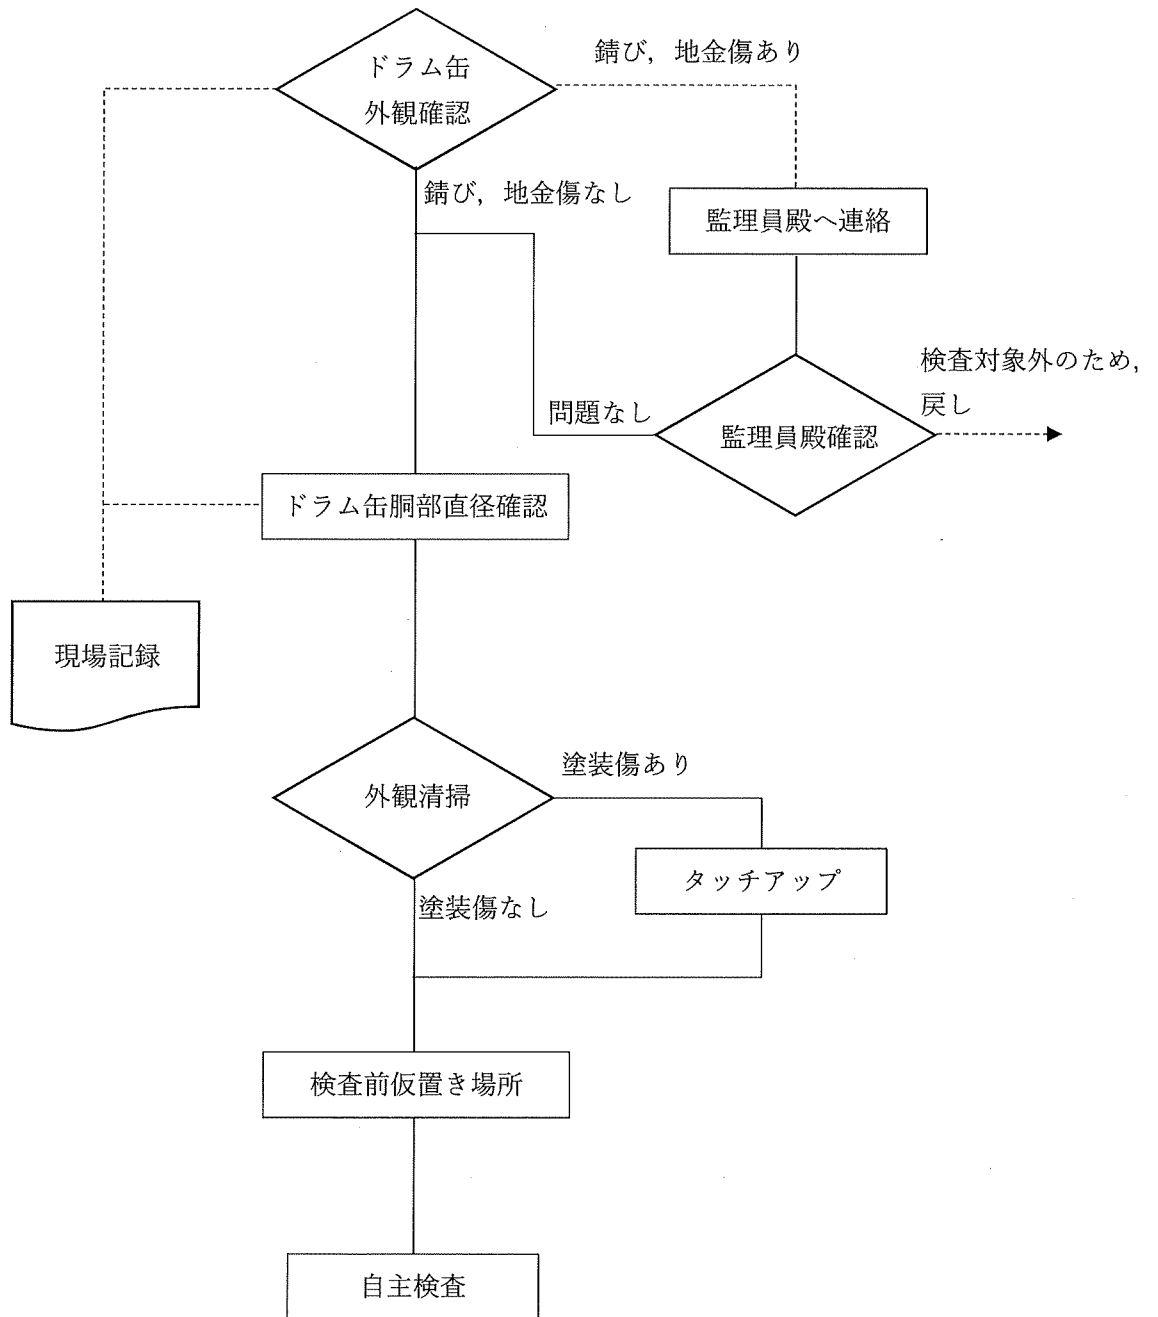 ドラム缶
外観確認
錆び，地金傷あり
錆び，地金傷なし
監理員殿へ連絡
検査対象外のため，
戻し
問題なし
監理員殿確認
ドラム缶胴部直径確認
現場記録
塗装傷あり
外観清掃
タッチアップ
塗装傷なし
検査前仮置き場所
自主検査